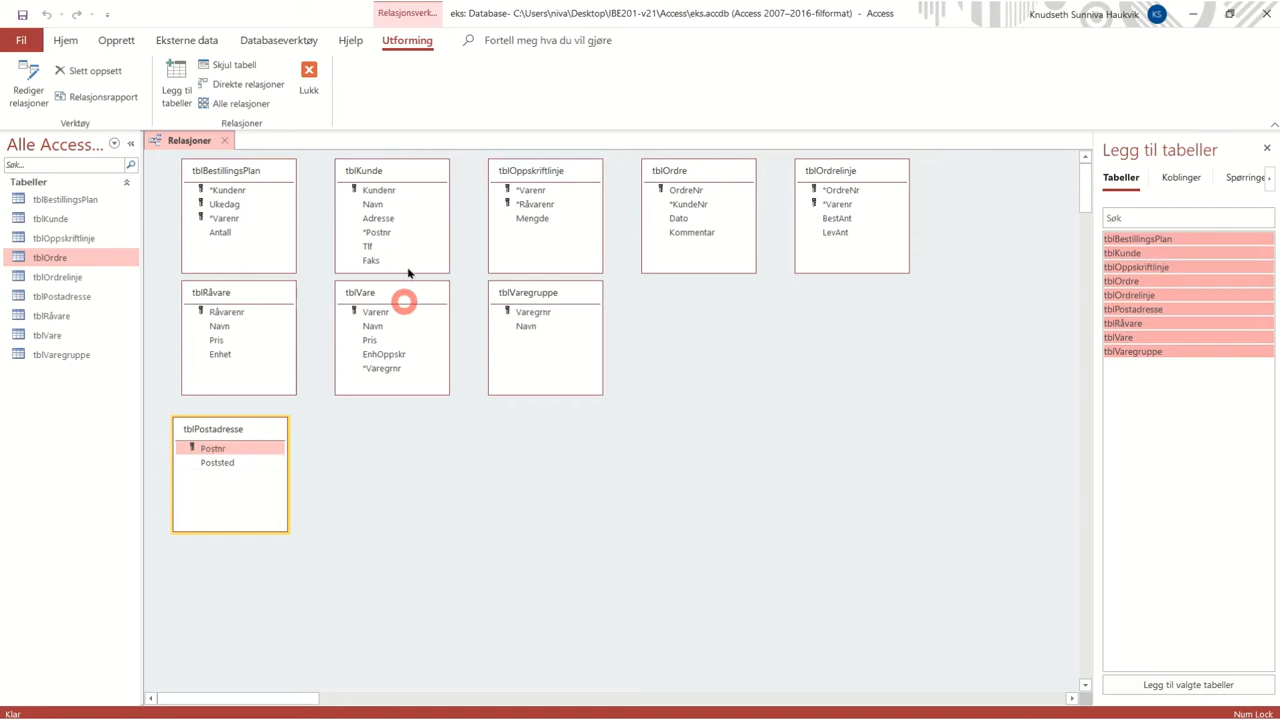 Relasjonsverk...
eks: Database- C:\Users\niva\Desktop\IBE201-v21\Access\eks.accdb (Access 2007–2016-filformat) - Access
Knudseth Sunniva Haukvik
KS
Fil
Hjem
Opprett
Eksterne data
Databaseverktøy
Hjelp
Utforming
Fortell meg hva du vil gjøre
Rediger
relasjoner
Slett oppsett
Relasjonsrapport
Verktøy
Legg til
tabeller
Skjul tabell
Direkte relasjoner
Alle relasjoner
Lukk
Relasjoner
Alle Access...
Søk...
Tabeller
tblBestillingsPlan
tblKunde
tblOppskriftlinje
tblOrdre
tblOrdrelinje
tblPostadresse
tblRåvare
tblVare
tblVaregruppe
Relasjoner
tblBestillingsPlan
*Kundenr
Ukedag
*Varenr
Antall
tblKunde
Kundenr
Navn
Adresse
*Postnr
Tlf
Faks
tblOppskriftlinje
*Varenr
*Råvarenr
Mengde
tblOrdre
OrdreNr
*KundeNr
Dato
Kommentar
tblOrdrelinje
*OrdreNr
*Varenr
BestAnt
LevAnt
tblRåvare
Råvarenr
Navn
Pris
Enhet
tblVare
Varenr
Navn
Pris
EnhOppskr
*Varegrnr
tblVaregruppe
Varegrnr
Navn
tblPostadresse
Postnr
Poststed
Legg til tabeller
Tabeller
Koblinger
Spørringe
Søk
tblBestillingsPlan
tblKunde
tblOppskriftlinje
tblOrdre
tblOrdrelinje
tblPostadresse
tblRåvare
tblVare
tblVaregruppe
Legg til valgte tabeller
Klar
Num Lock